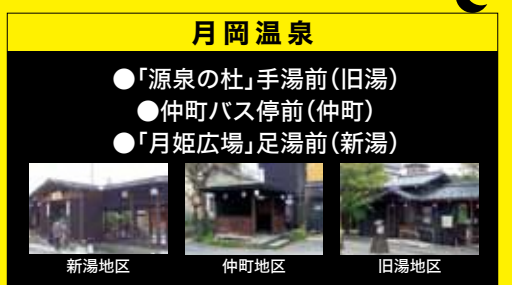 月岡温泉
●「源泉の杜」手湯前(旧湯)
●仲町バス停前(仲町)
●「月姫広場」足湯前(新湯)
新湯地区
仲町地区
旧湯地区